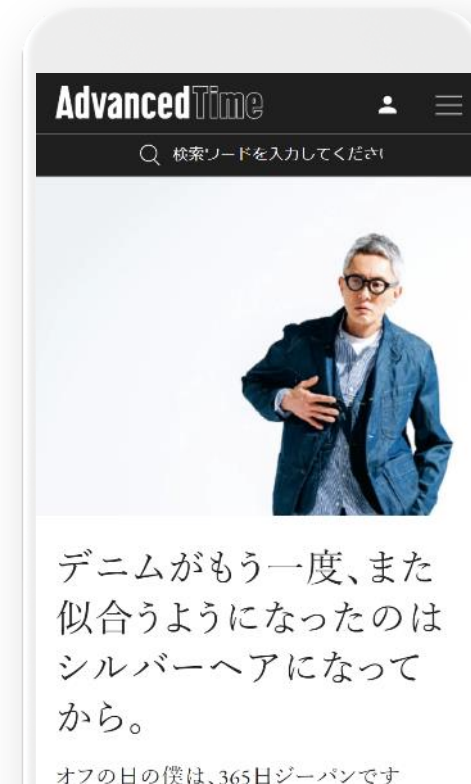 AdvancedTime
検索ワードを入力してくださ
デニムがもう一度、また
似合うようになったのは
シルバーヘアになって
から。
オフの日の僕は、365日ジーパンです